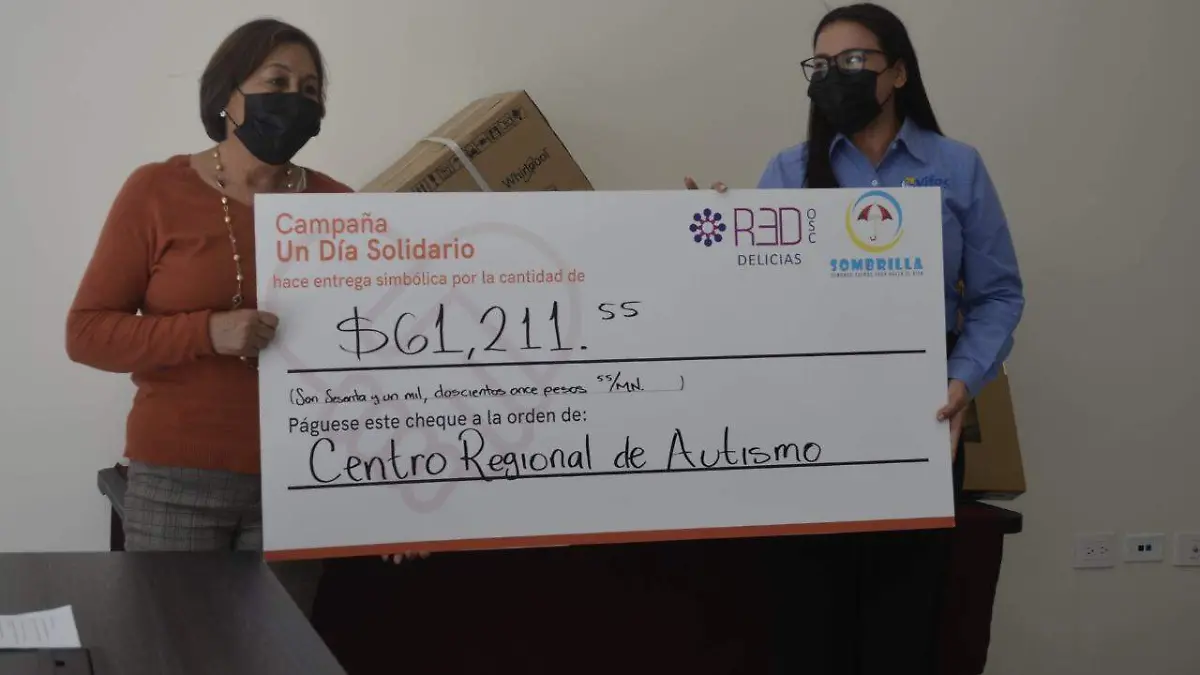 Whirlpool
Campaña
Un Día Solidario
hace entrega simbólica por la cantidad de
RED OSC
DELICIAS
SOMBRILLA
$61,211.55
(Son Sesenta y un mil, doscientos once pesos 55/MN. )
Páguese este cheque a la orden de:
Centro Regional de Autismo